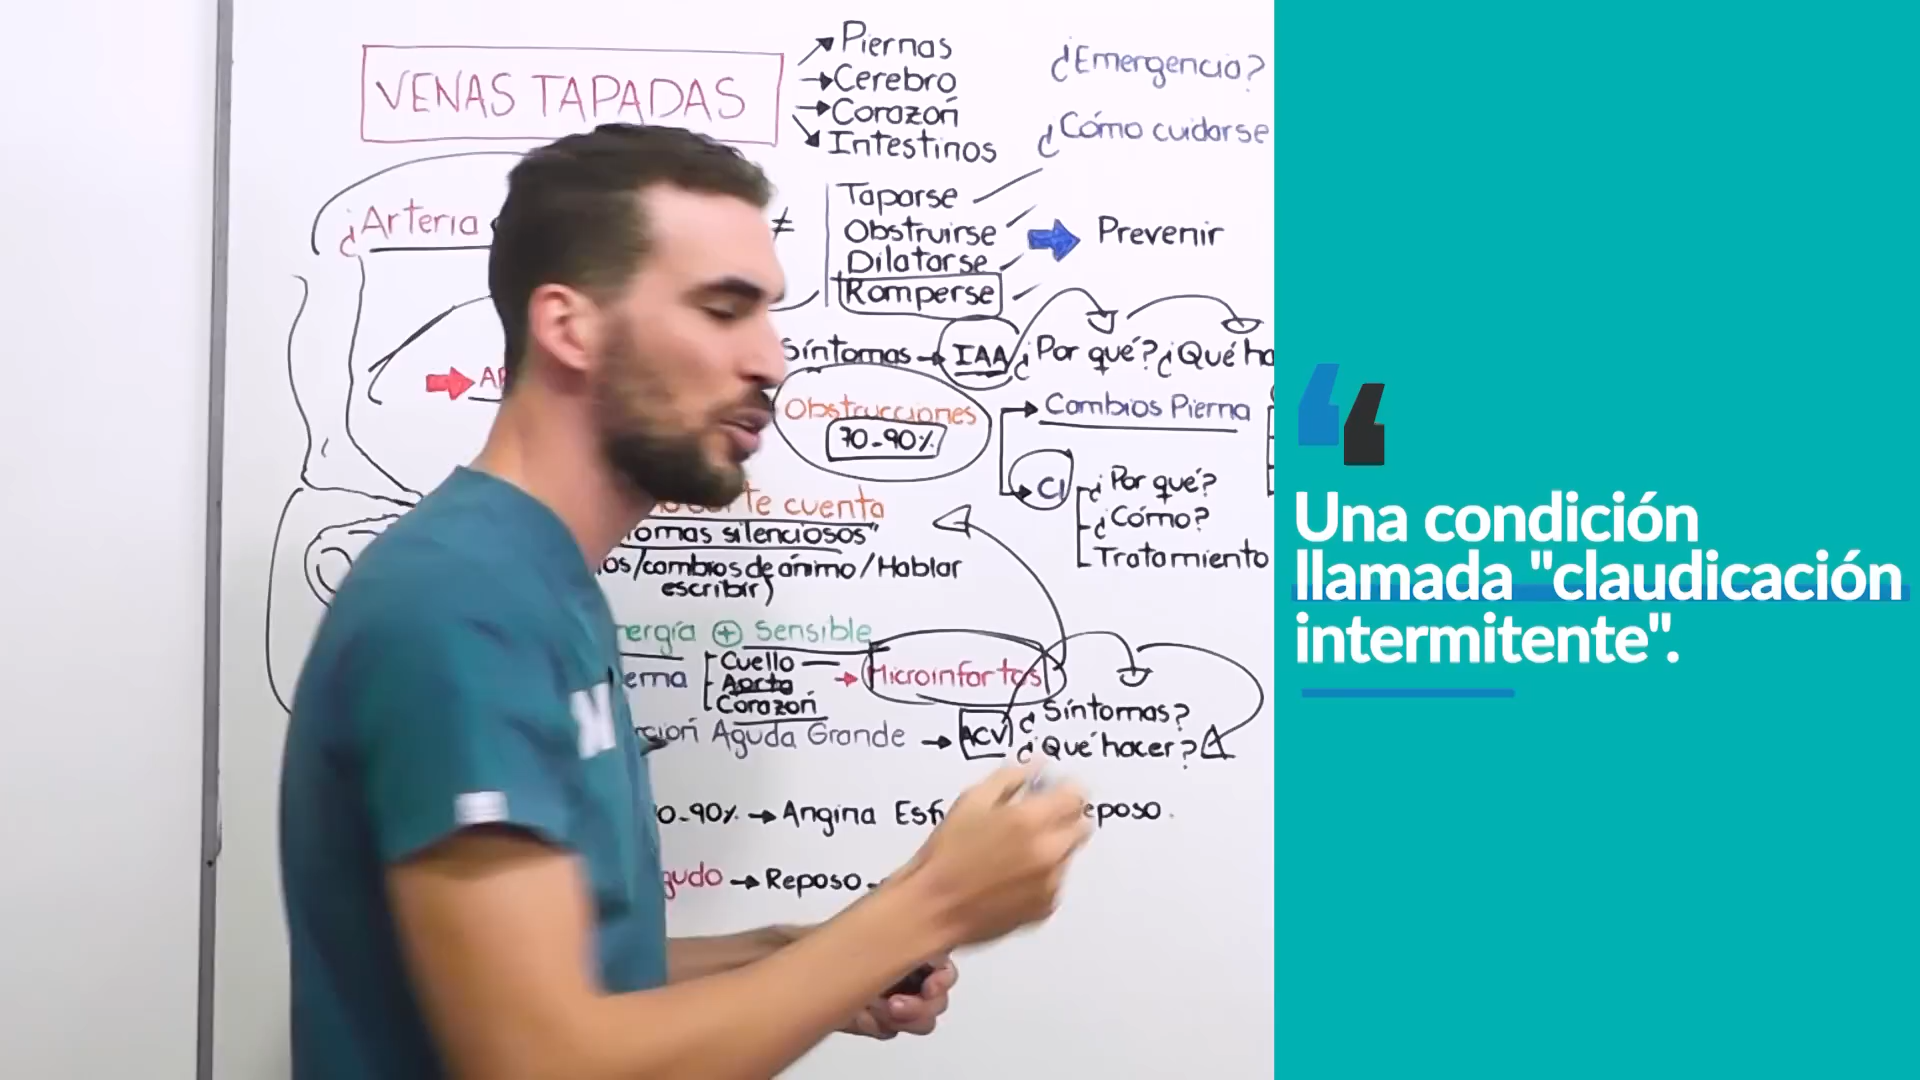 VENAS TAPADAS
Piernas
Cerebro
Corazón
Intestinos
¿Emergencia?
¿Cómo cuidarse
¿Arteria
≠
Taparse
Obstruirse
Dilatarse
Romperse
Prevenir
Síntomas → IAA
¿Por qué? ¿Qué
Obstrucciones
70-90%
Cambios Pierna
CI
¿Por qué?
¿Cómo?
Tratamiento
te cuenta
silenciosos"
/cambios de ánimo/Hablar
escribir)
⊕ Sensible
Cuello
Aorta
Corazón
→ Microinfartos
Aguda Grande → ACV
¿Síntomas?
¿Qué hacer?
0-90% → Angina
→ Reposo
Una condición
llamada "claudicación
intermitente".